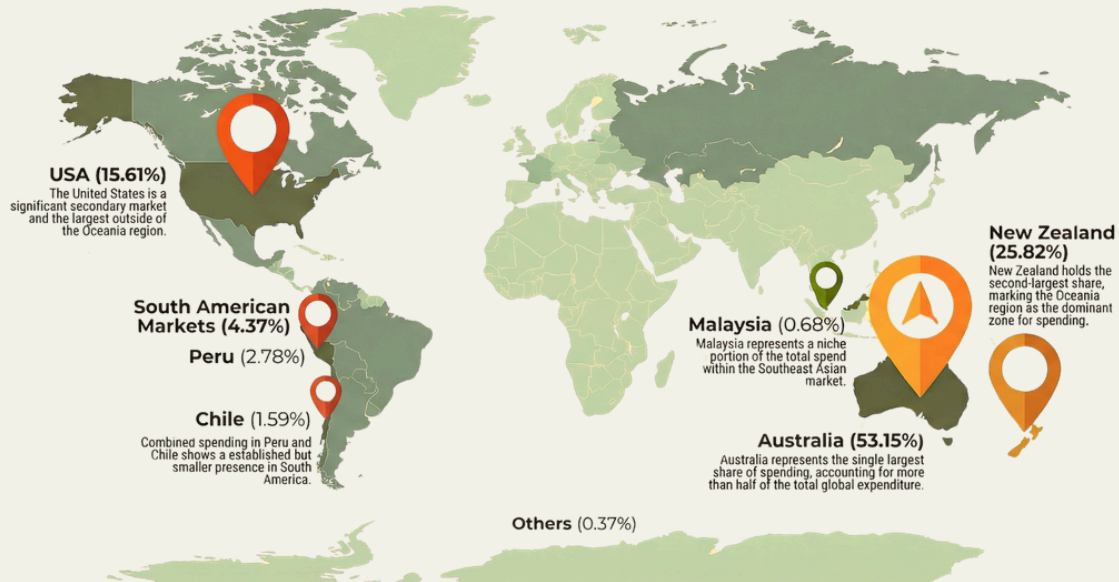 USA (15.61%)
The United States is a
significant secondary market
and the largest outside of
the Oceania region.
South American
Markets (4.37%)
Peru (2.78%)
Chile (1.59%)
Combined spending in Peru and
Chile shows a established but
smaller presence in South
America.
New Zealand
(25.82%)
New Zealand holds the
second-largest share,
marking the Oceania
region as the dominant
zone for spending.
Malaysia (0.68%)
Malaysia represents a niche
portion of the total spend
within the Southeast Asian
market.
Australia (53.15%)
Australia represents the single largest
share of spending, accounting for more
than half of the total global expenditure.
Others (0.37%)